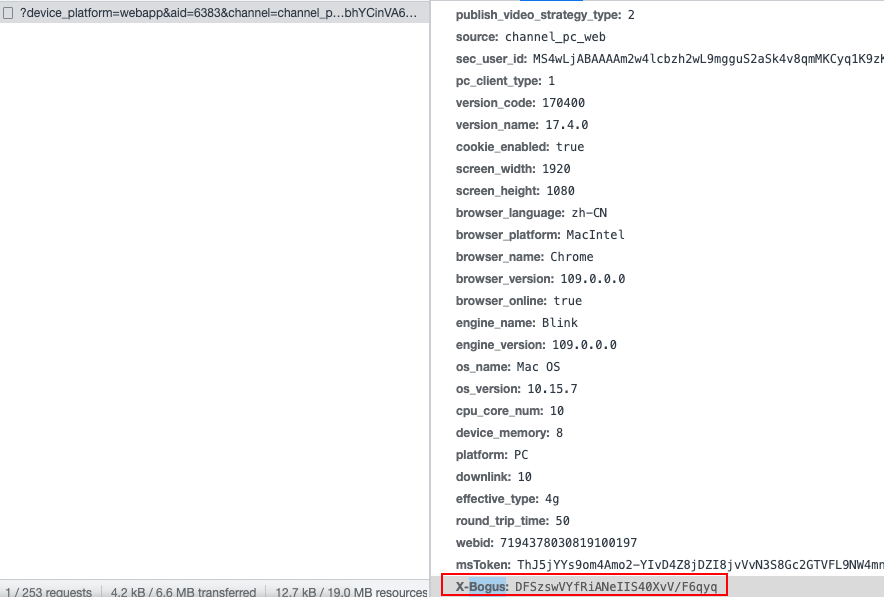 ?device_platform=webapp&aid=6383&channel=channel_p…bhYCinVA6…
publish_video_strategy_type: 2
source: channel_pc_web
sec_user_id: MS4wLjABAAAAm2w4lcbzh2wL9mgguS2aSk4v8qmMKCyq1K9zK
pc_client_type: 1
version_code: 170400
version_name: 17.4.0
cookie_enabled: true
screen_width: 1920
screen_height: 1080
browser_language: zh-CN
browser_platform: MacIntel
browser_name: Chrome
browser_version: 109.0.0.0
browser_online: true
engine_name: Blink
engine_version: 109.0.0.0
os_name: Mac OS
os_version: 10.15.7
cpu_core_num: 10
device_memory: 8
platform: PC
downlink: 10
effective_type: 4g
round_trip_time: 50
webid: 7194378030819100197
msToken: ThJ5jYYs9om4Amo2-YIvD4Z8jDZI8jvVvN3S8Gc2GTVFL9NW4mn
X-Bogus: DFSzswVYfRiANeIIS40XvV/F6qyq
1 / 253 requests 4.2 kB / 6.6 MB transferred 12.7 kB / 19.0 MB resources